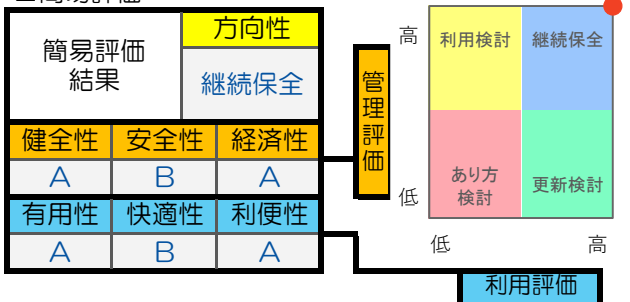 簡易評価
結果
方向性
継続保全
健全性 安全性 経済性
A B A
有用性 快適性 利便性
A B A
管理評価
高
低
利用検討 継続保全
あり方
検討
更新検討
低 高
利用評価